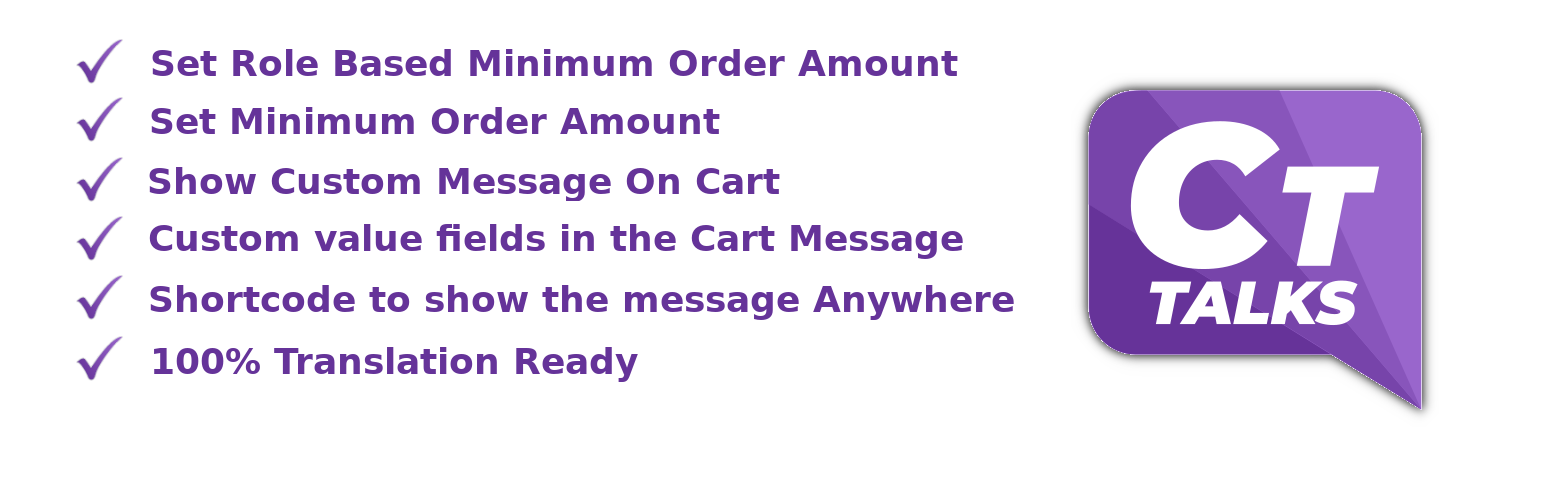 Set Role Based Minimum Order Amount
Set Minimum Order Amount
Show Custom Message On Cart
Custom value fields in the Cart Message
Shortcode to show the message Anywhere
100% Translation Ready
CT
TALKS